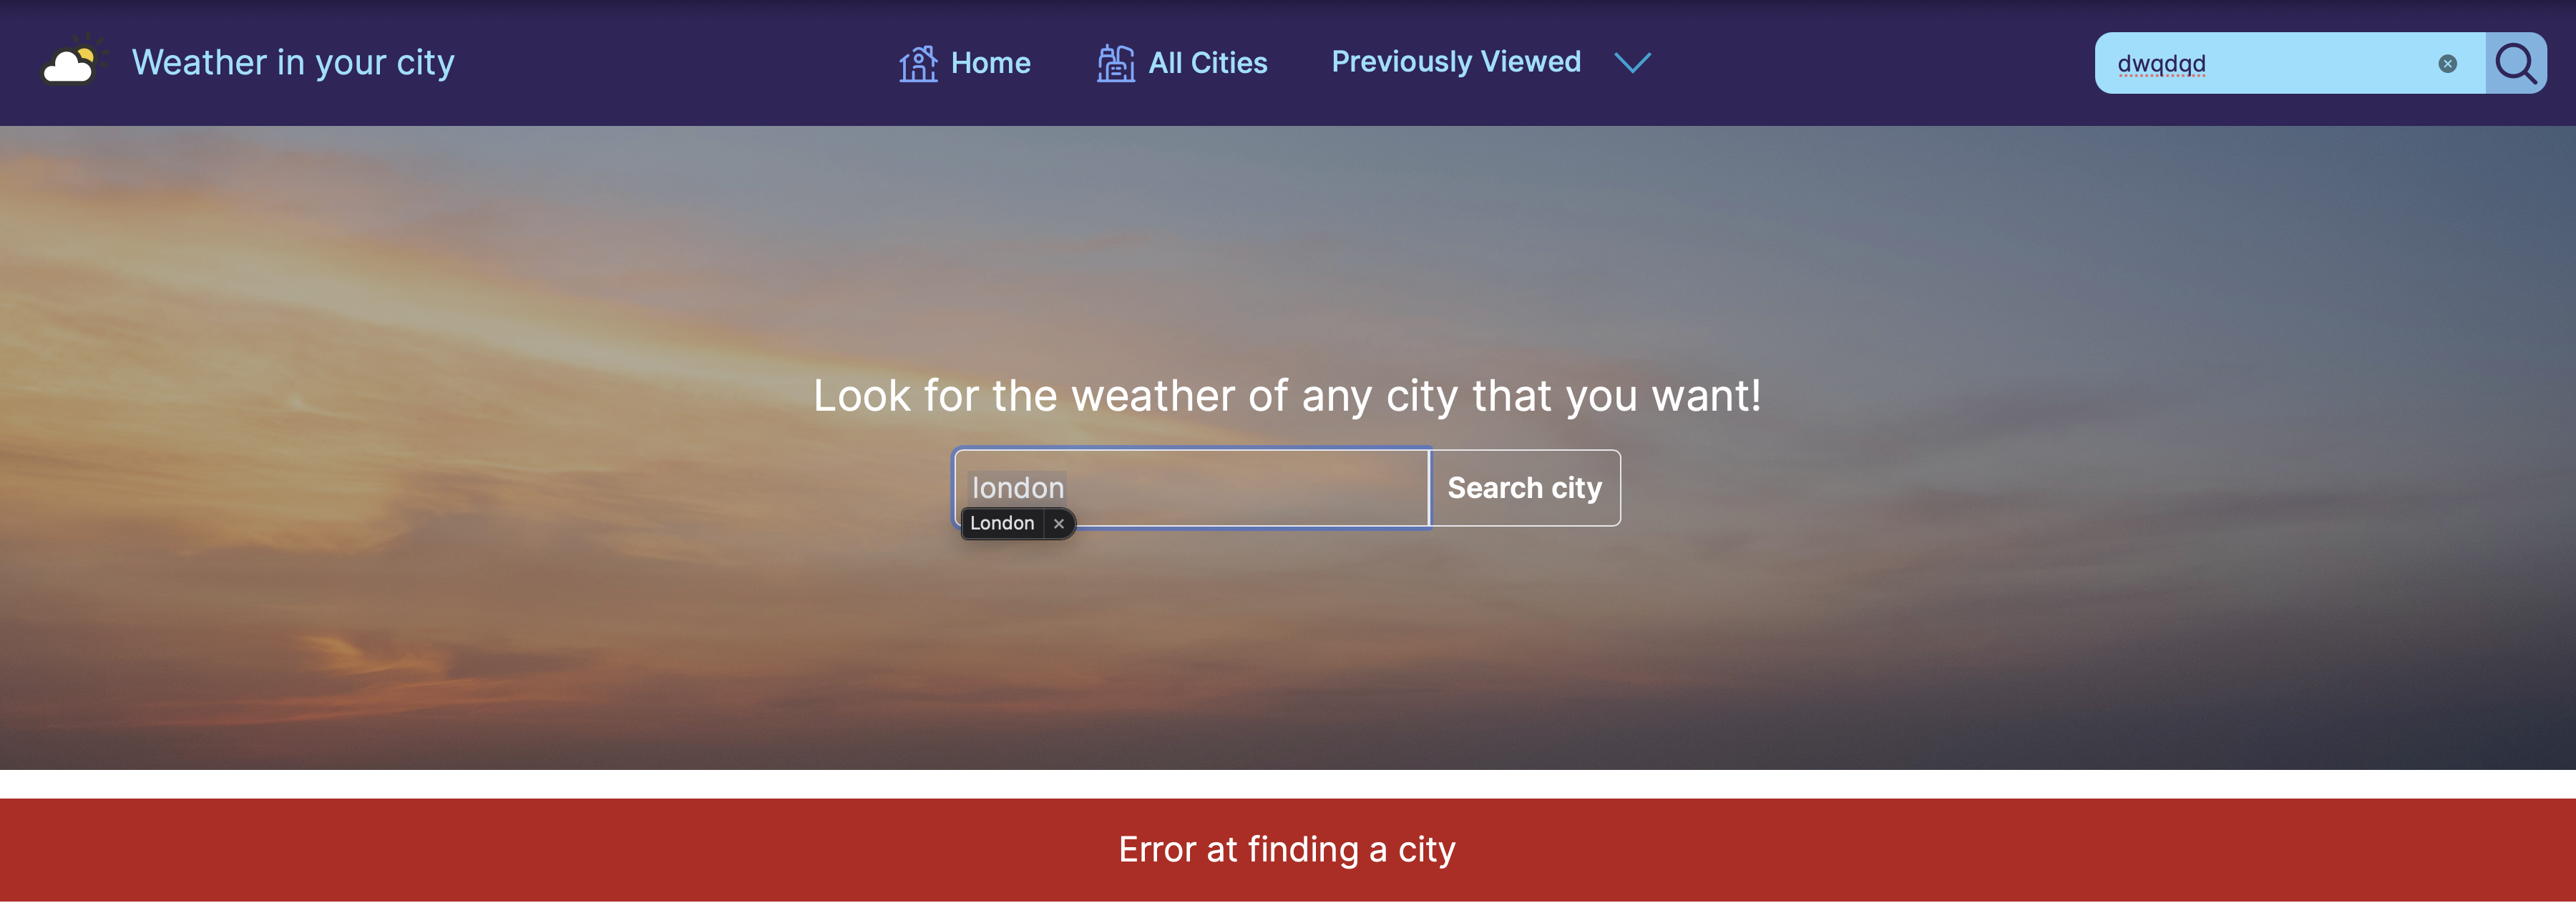 Weather in your city
Home
All Cities
Previously Viewed
dwqdqd
Look for the weather of any city that you want!
london
Search city
London
Error at finding a city